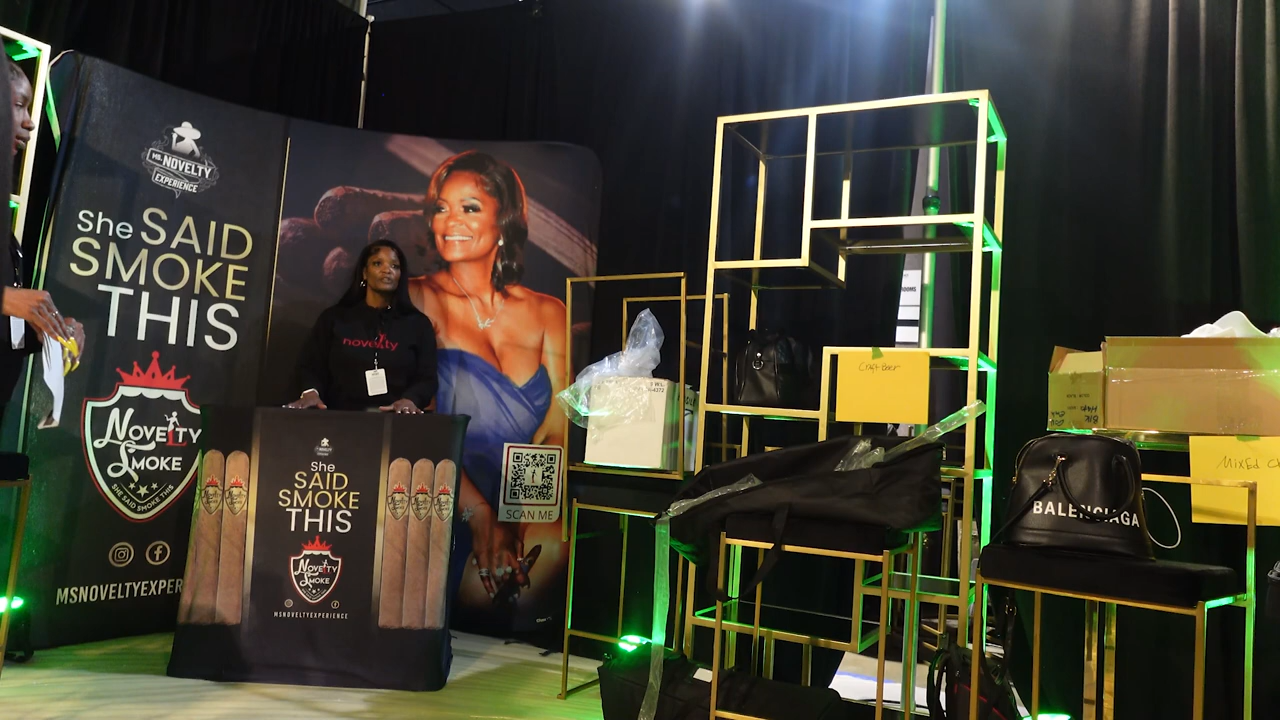 MS. NOVELTY
EXPERIENCE
She SAID
SMOKE
THIS
NOVELTY
SMOKE
SHE SAID SMOKE THIS
MSNOVELTYEXPER
novelty
She
SAID
SMOKE
THIS
NOVELTY
SMOKE
MSNOVELTYEXPERIENCE
SCAN ME
Craft Beer
BALENCIAGA
MIXED C